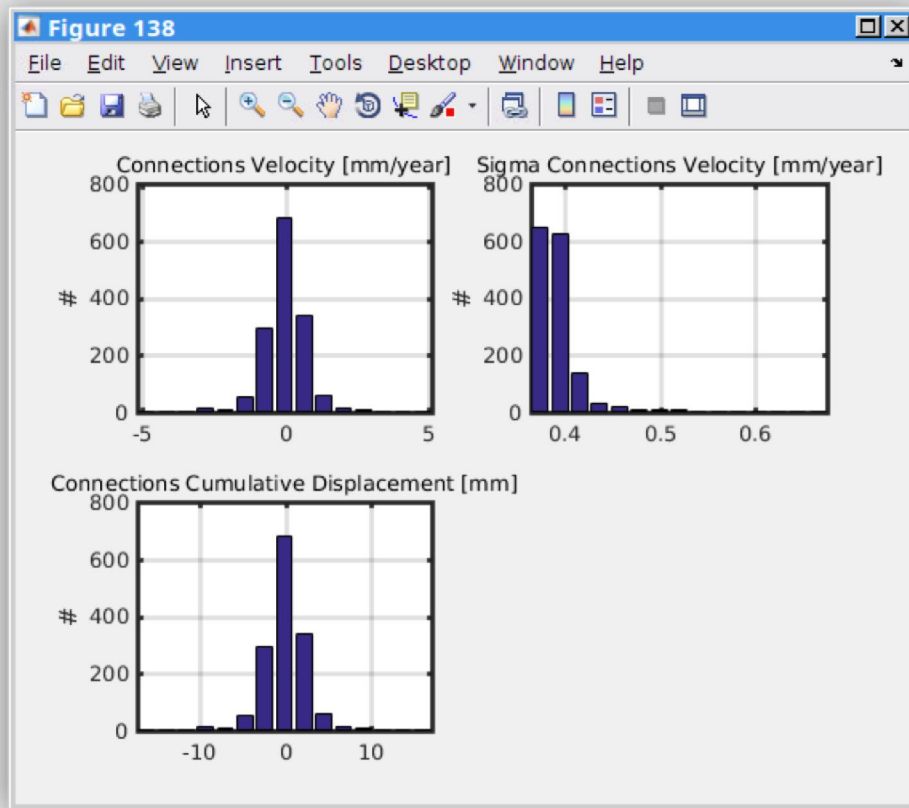 Figure 138
File Edit View Insert Tools Desktop Window Help
Connections Velocity [mm/year]
800
600
400
200
0
#
-5 0 5
Sigma Connections Velocity [mm/year]
800
600
400
200
0
#
0.4 0.5 0.6
Connections Cumulative Displacement [mm]
800
600
400
200
0
#
-10 0 10